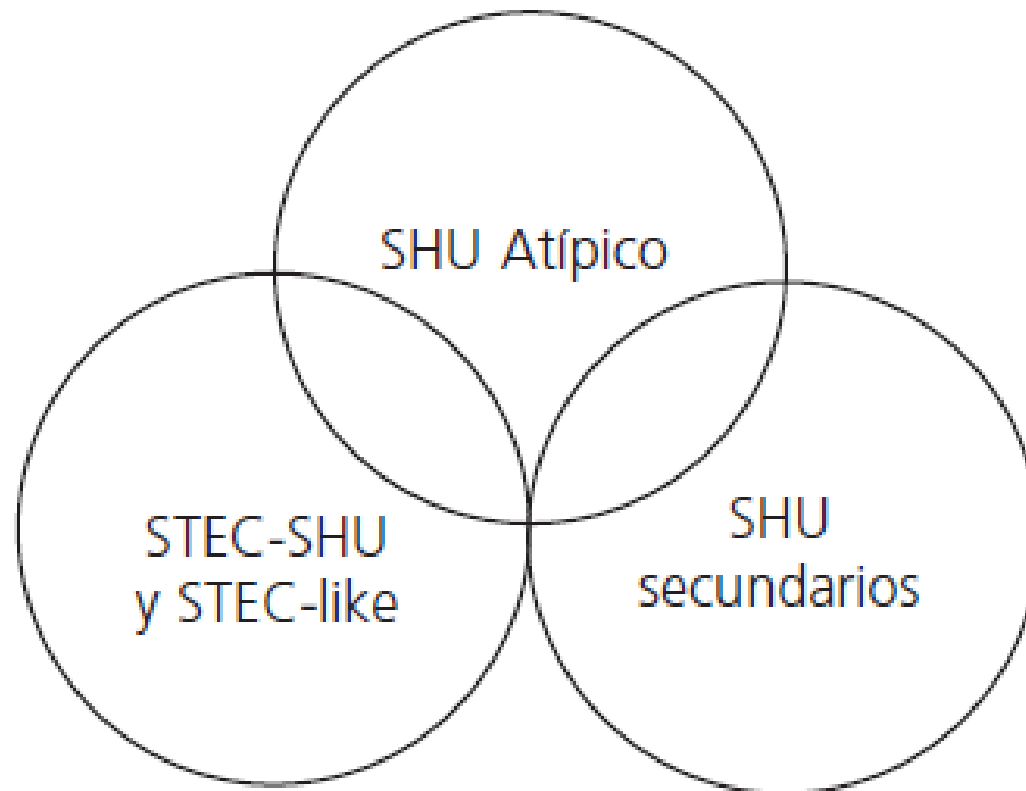 SHU Atípico
STEC-SHU
y STEC-like
SHU
secundarios